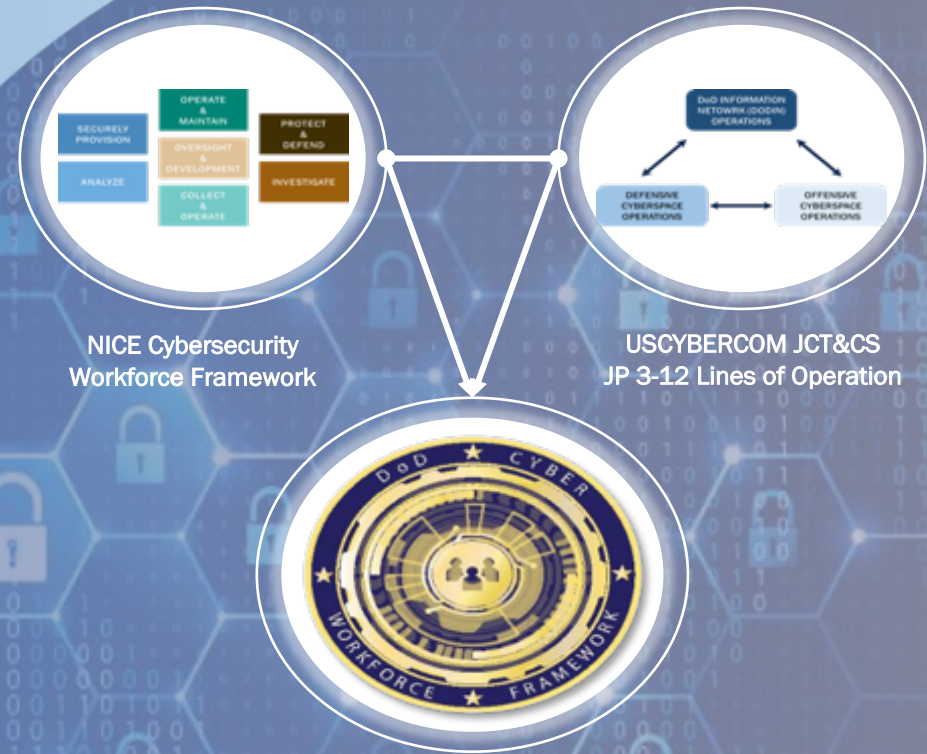 SECURELY
PROVISION
ANALYZE
OPERATE
&
MAINTAIN
OVERSIGHT
&
DEVELOPMENT
COLLECT
&
OPERATE
PROTECT
&
DEFEND
INVESTIGATE
DoD INFORMATION
NETOWRK (DODIN)
OPERATIONS
DEFENSIVE
CYBERSPACE
OPERATIONS
OFFENSIVE
CYBERSPACE
OPERATIONS
NICE Cybersecurity
Workforce Framework
USCYBERCOM JCT&CS
JP 3-12 Lines of Operation
DoD CYBER
WORKFORCE FRAMEWORK